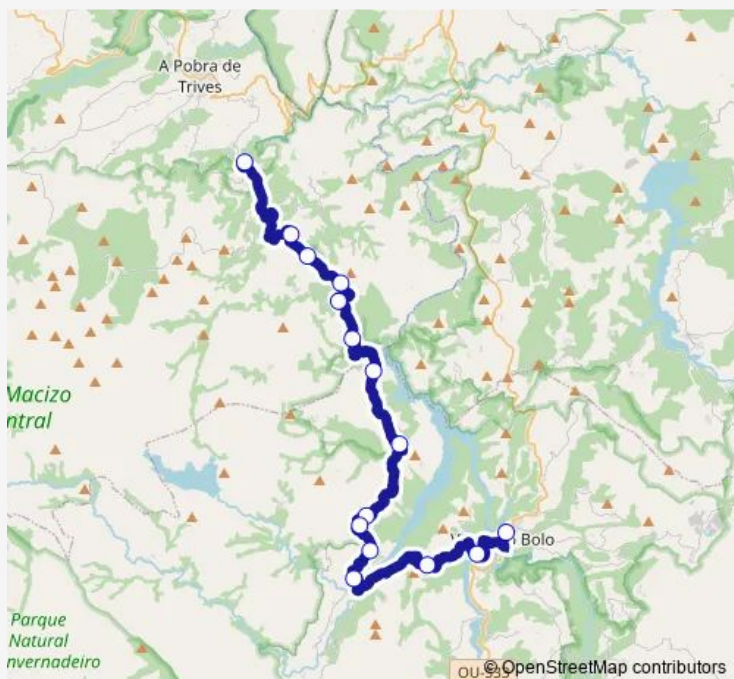 A Pobra de
Trives
Macizo
ntral
Bolo
Parque
Natural
nvernadeiro
OU-533
© OpenStreetMap contributors